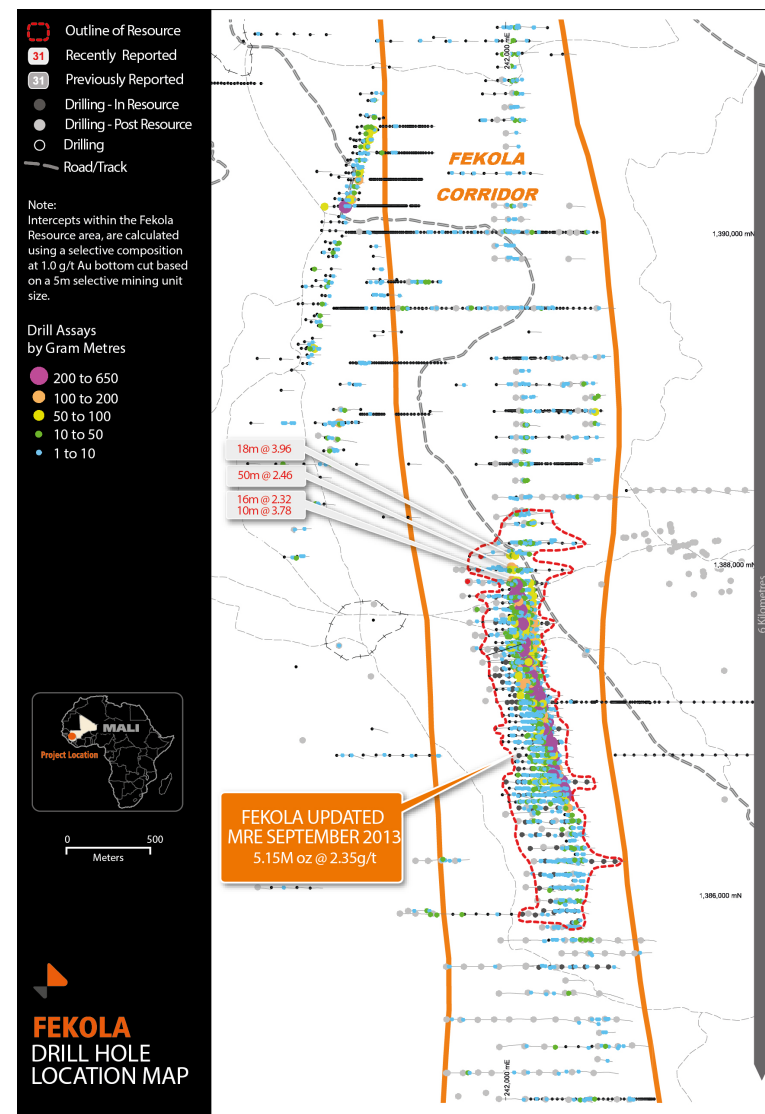 Outline of Resource
31 Recently Reported
31 Previously Reported
Drilling - In Resource
Drilling - Post Resource
Drilling
Road/Track
Note:
Intercepts within the Fekola
Resource area, are calculated
using a selective composition
at 1.0 g/t Au bottom cut based
on a 5m selective mining unit
size.
Drill Assays
by Gram Metres
200 to 650
100 to 200
50 to 100
10 to 50
1 to 10
MALI
Project Location
0 500
Meters
FEKOLA
DRILL HOLE
LOCATION MAP
242,000 mE
FEKOLA
CORRIDOR
1,390,000 mN
18m @ 3.96
50m @ 2.46
16m @ 2.32
10m @ 3.78
1,388,000 mN
6 Kilometres
FEKOLA UPDATED
MRE SEPTEMBER 2013
5.15M oz @ 2.35g/t
1,386,000 mN
242,000 mE